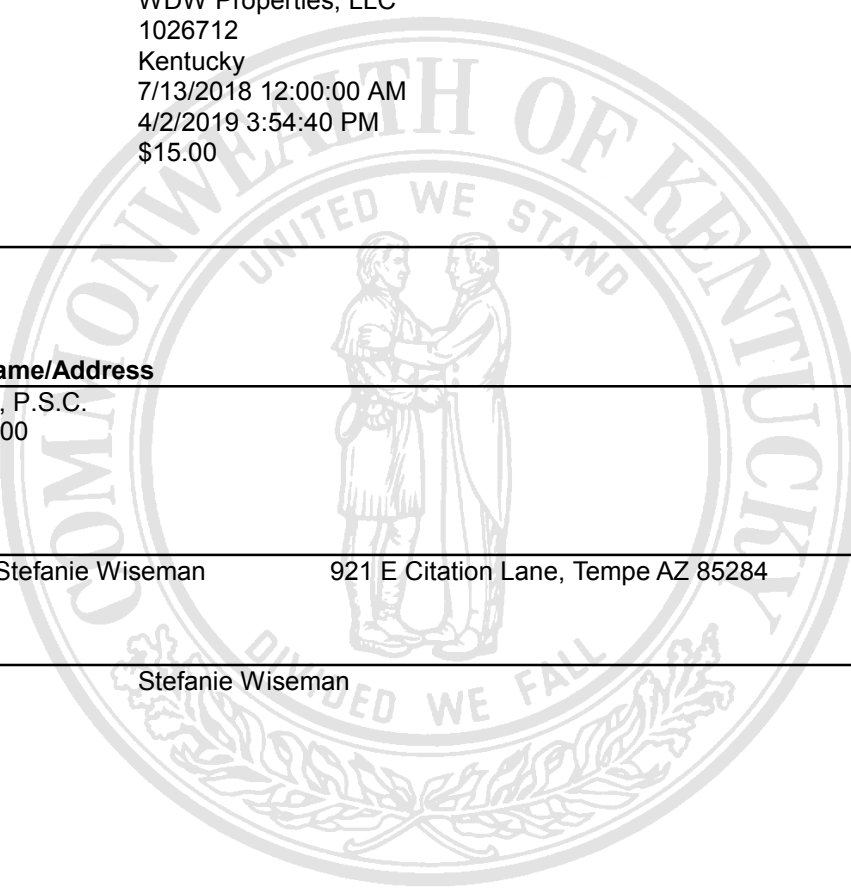 WDW Properties, LLC
1026712
Kentucky
7/13/2018 12:00:00 AM
4/2/2019 3:54:40 PM
$15.00
COMMONWEALTH OF KENTUCKY
UNITED WE STAND
ame/Address
, P.S.C.
00
Stefanie Wiseman 921 E Citation Lane, Tempe AZ 85284
DIVIDED WE FALL
Stefanie Wiseman